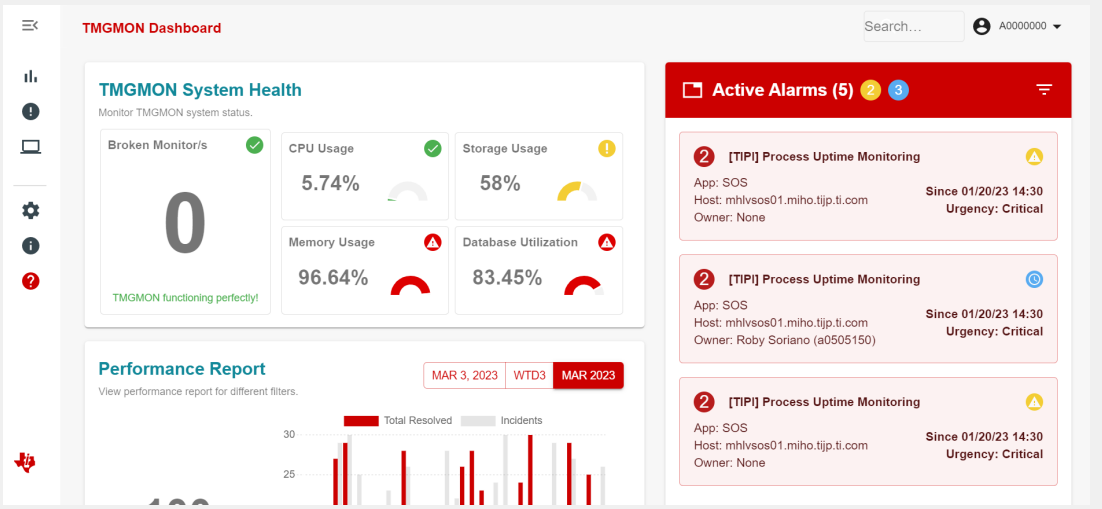 TMGMON Dashboard
Search...
A0000000
TMGMON System Health
Monitor TMGMON system status.
Broken Monitor/s
0
TMGMON functioning perfectly!
CPU Usage
5.74%
Storage Usage
58%
Memory Usage
96.64%
Database Utilization
83.45%
Performance Report
View performance report for different filters.
MAR 3, 2023
WTD3
MAR 2023
Total Resolved
Incidents
30
25
Active Alarms (5) 2 3
2 [TIPI] Process Uptime Monitoring
App: SOS
Host: mhlvsos01.miho.tijp.ti.com
Owner: None
Since 01/20/23 14:30
Urgency: Critical
2 [TIPI] Process Uptime Monitoring
App: SOS
Host: mhlvsos01.miho.tijp.ti.com
Owner: Roby Soriano (a0505150)
Since 01/20/23 14:30
Urgency: Critical
2 [TIPI] Process Uptime Monitoring
App: SOS
Host: mhlvsos01.miho.tijp.ti.com
Owner: None
Since 01/20/23 14:30
Urgency: Critical